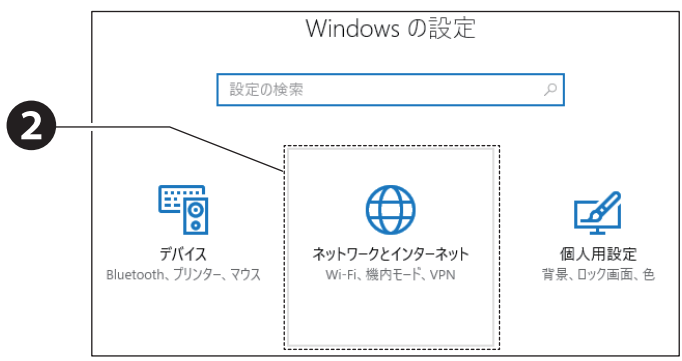 Windows の設定
設定の検索
2
デバイス
Bluetooth、プリンター、マウス
ネットワークとインターネット
Wi-Fi、機内モード、VPN
個人用設定
背景、ロック画面、色